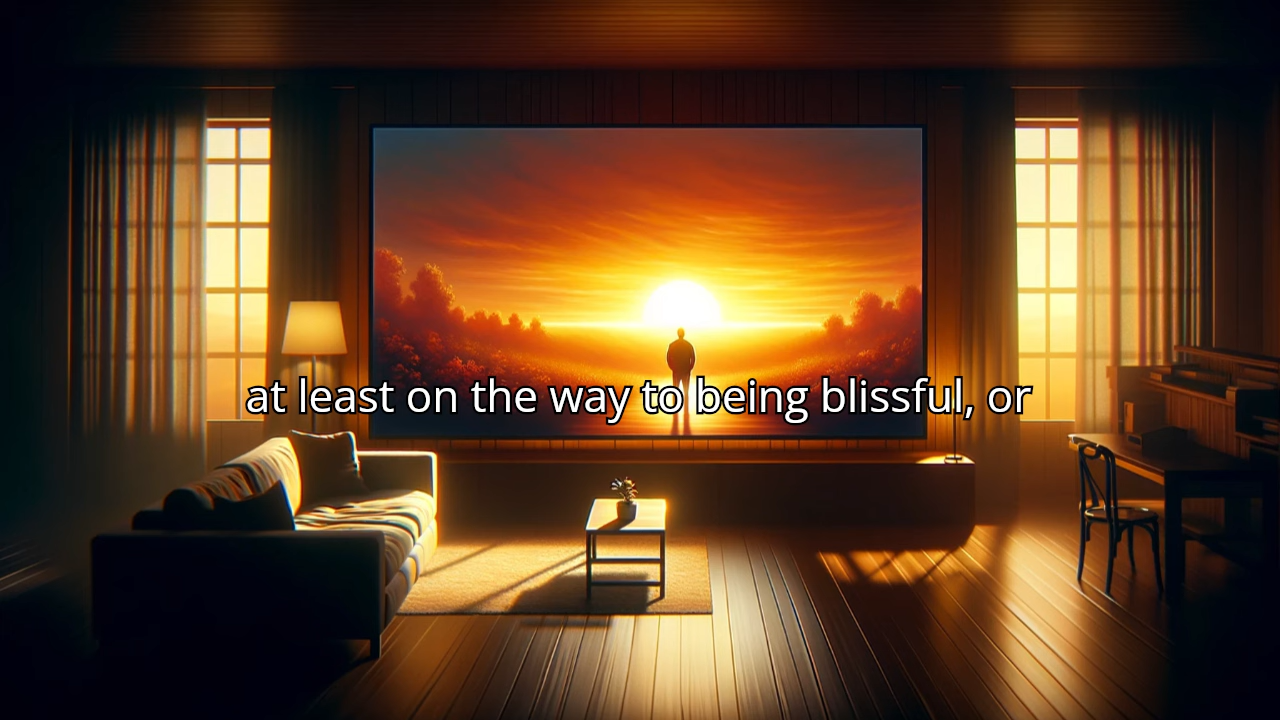 at least on the way to being blissful, or